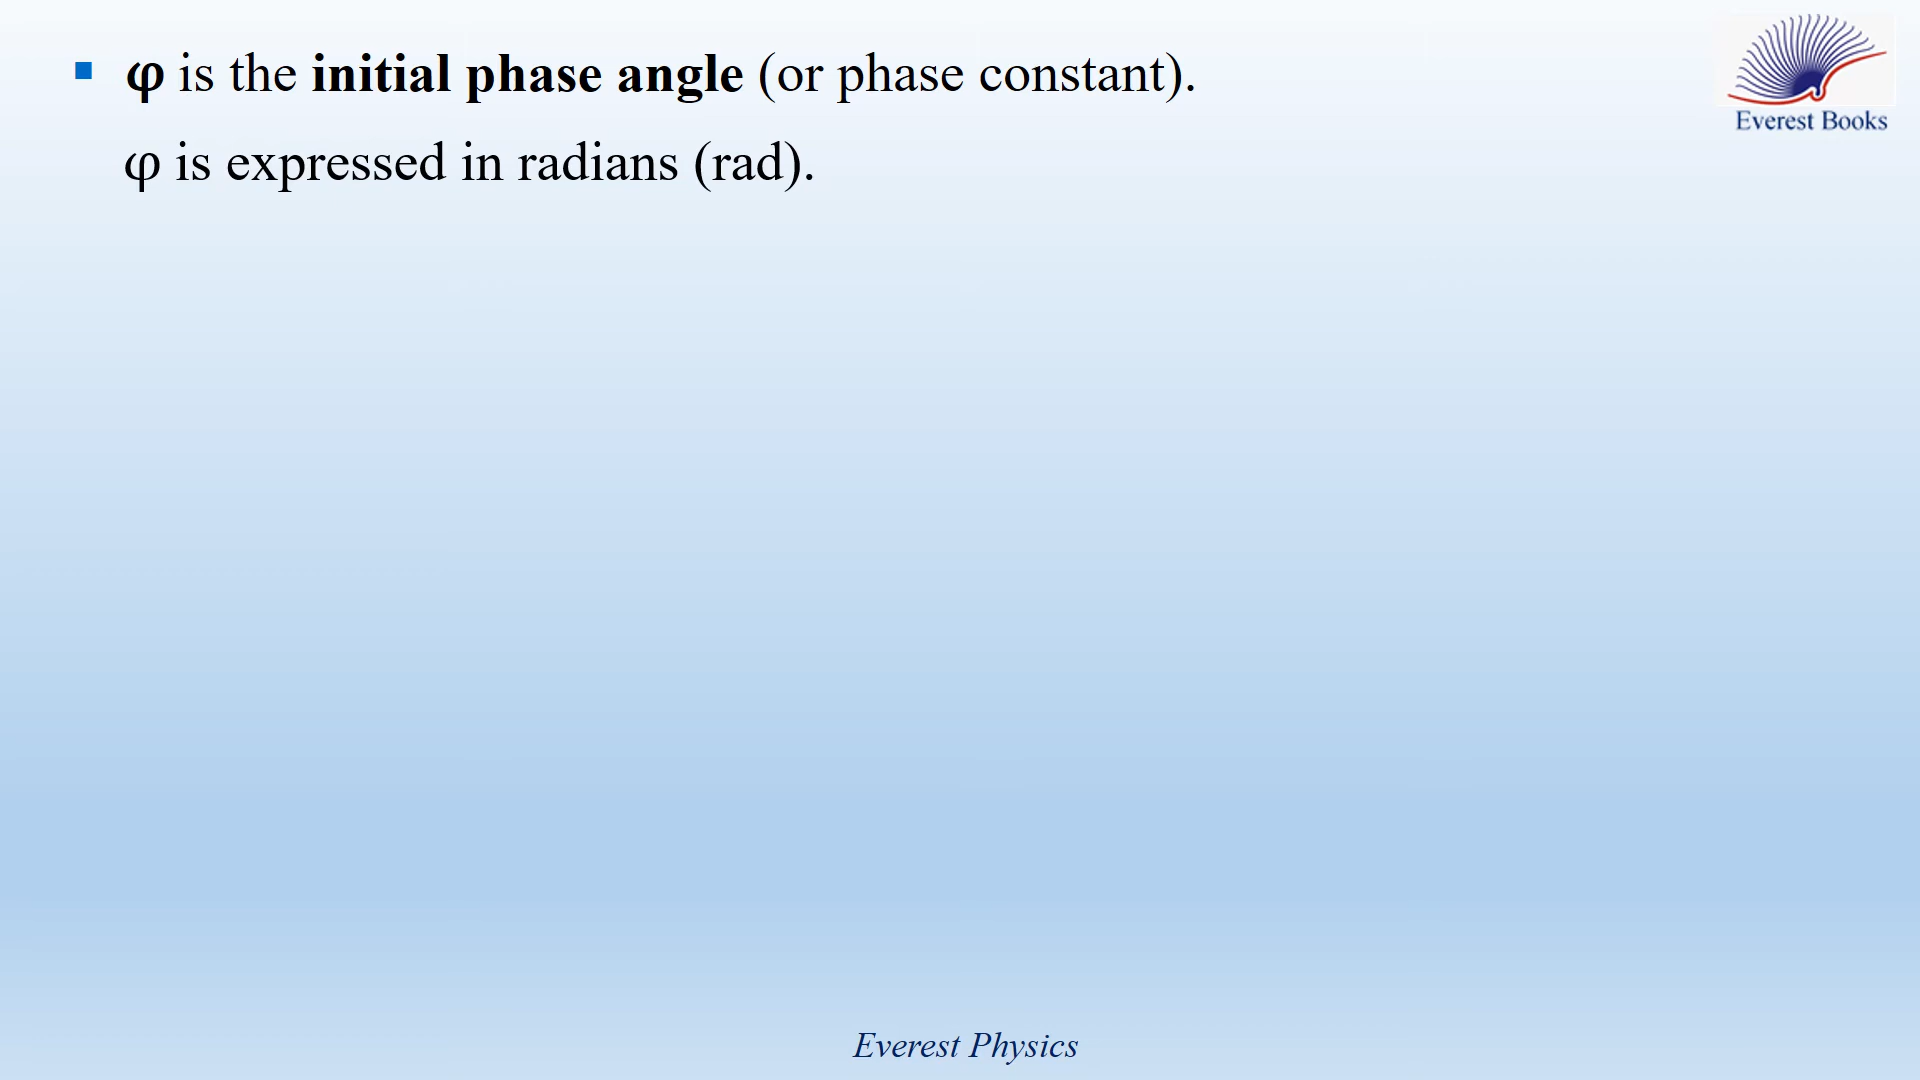 ▪ φ is the initial phase angle (or phase constant).
φ is expressed in radians (rad).
Everest Books
Everest Physics